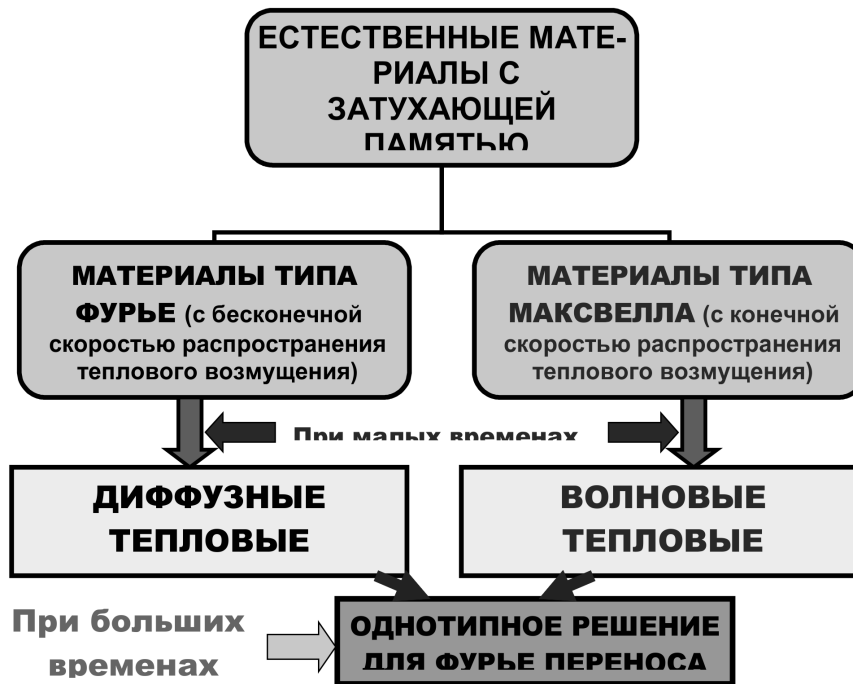 ЕСТЕСТВЕННЫЕ МАТЕ-
РИАЛЫ С
ЗАТУХАЮЩЕЙ
ПАМЯТЬЮ
МАТЕРИАЛЫ ТИПА
ФУРЬЕ (с бесконечной
скоростью распространения
теплового возмущения)
МАТЕРИАЛЫ ТИПА
МАКСВЕЛЛА (с конечной
скоростью распространения
теплового возмущения)
При малых временах
ДИФФУЗНЫЕ
ТЕПЛОВЫЕ
ВОЛНОВЫЕ
ТЕПЛОВЫЕ
При больших
временах
ОДНОТИПНОЕ РЕШЕНИЕ
ДЛЯ ФУРЬЕ ПЕРЕНОСА